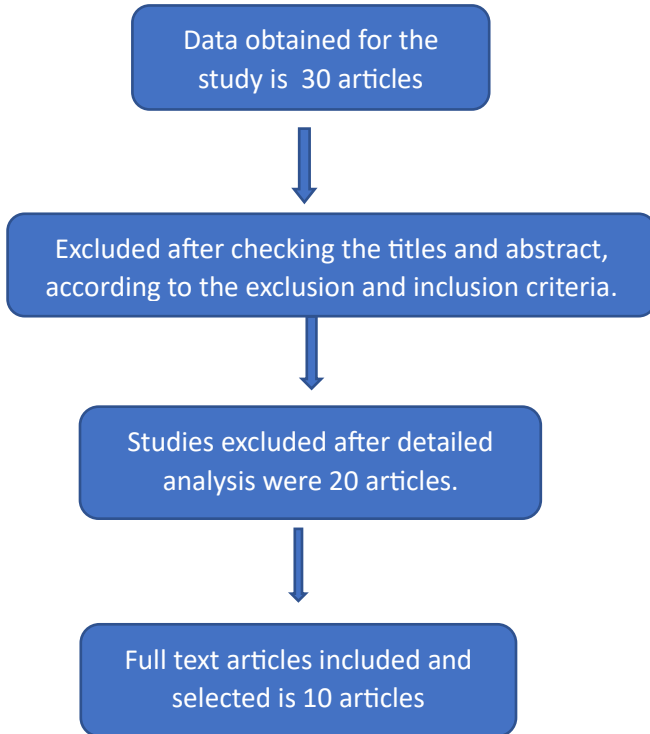 Data obtained for the
study is  30 articles
Excluded after checking the titles and abstract,
according to the exclusion and inclusion criteria.
Studies excluded after detailed
analysis were 20 articles.
Full text articles included and
selected is 10 articles